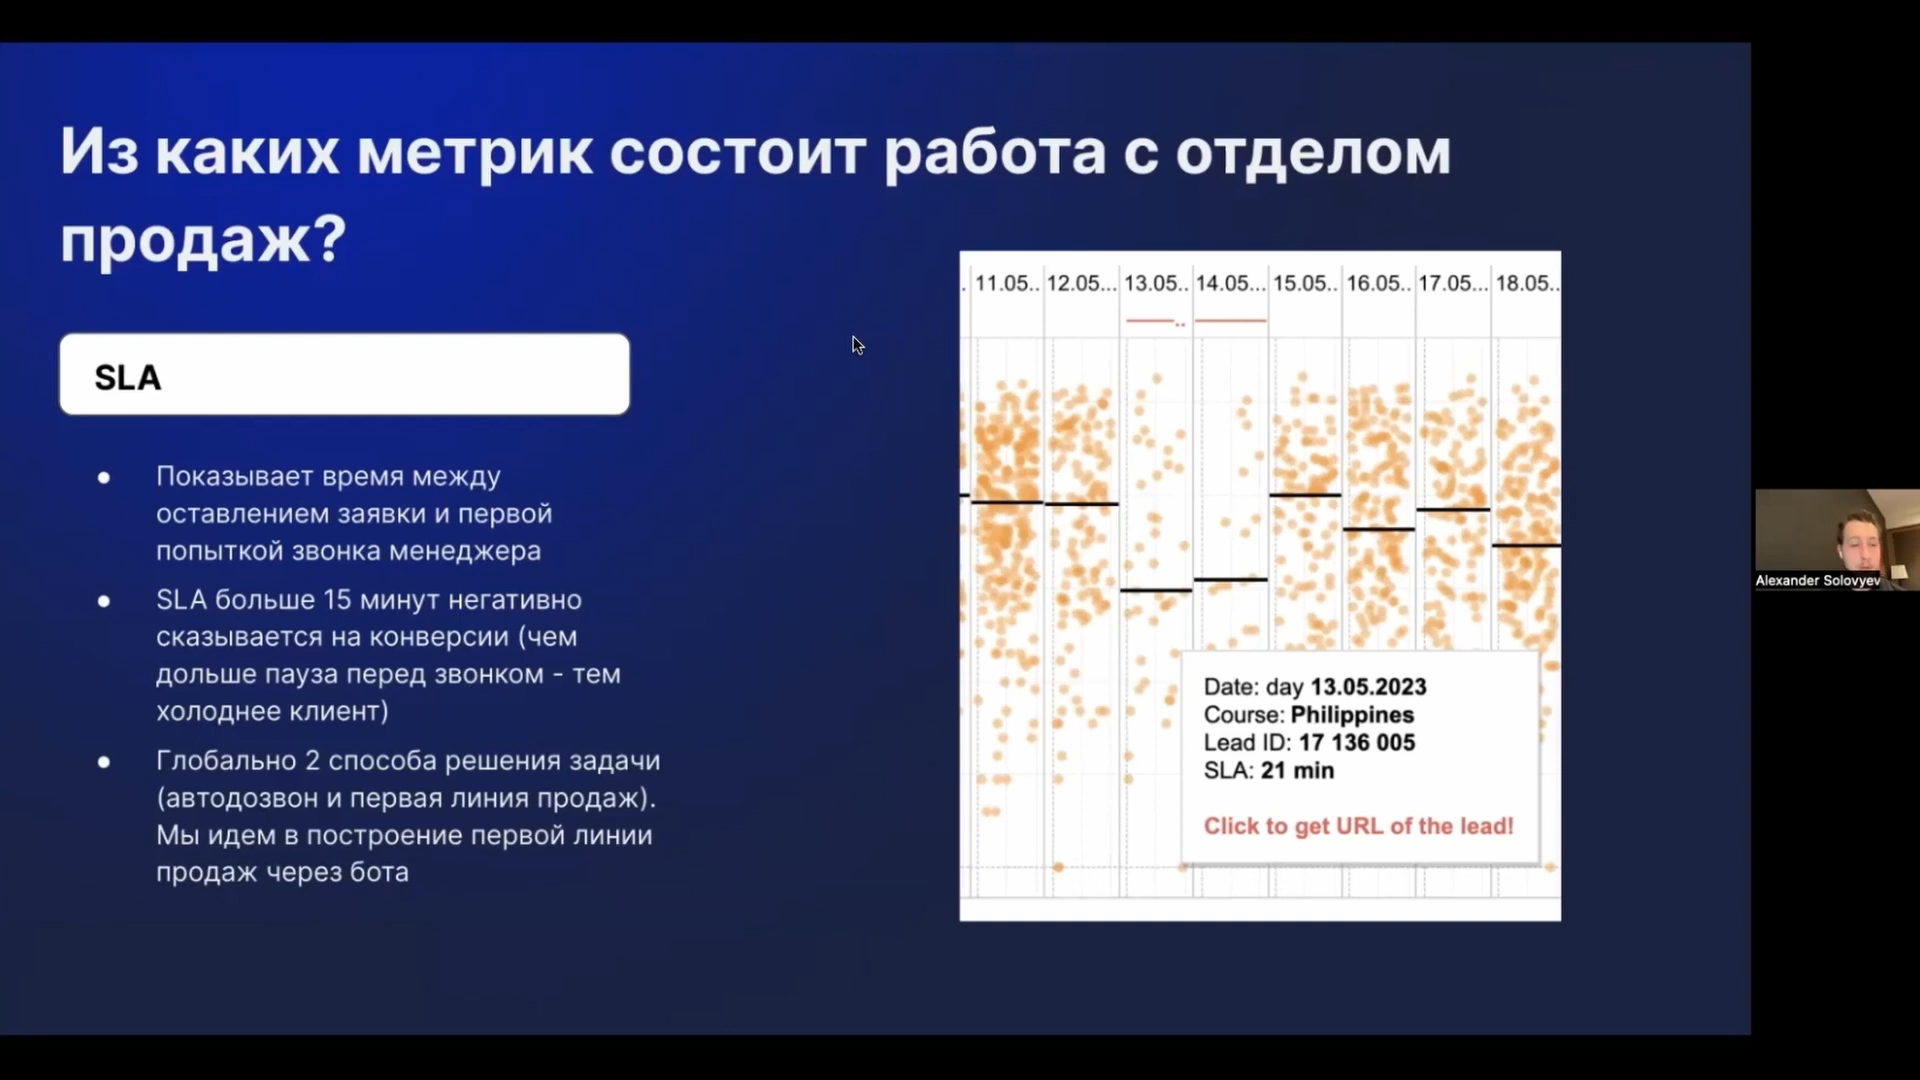 Из каких метрик состоит работа с отделом
продаж?
SLA
● Показывает время между
оставлением заявки и первой
попыткой звонка менеджера
● SLA больше 15 минут негативно
сказывается на конверсии (чем
дольше пауза перед звонком - тем
холоднее клиент)
● Глобально 2 способа решения задачи
(автодозвон и первая линия продаж).
Мы идем в построение первой линии
продаж через бота
. 11.05.. 12.05... 13.05.. 14.05... 15.05.. 16.05.. 17.05... 18.05..
Date: day 13.05.2023
Course: Philippines
Lead ID: 17 136 005
SLA: 21 min
Click to get URL of the lead!
Alexander Solovyev